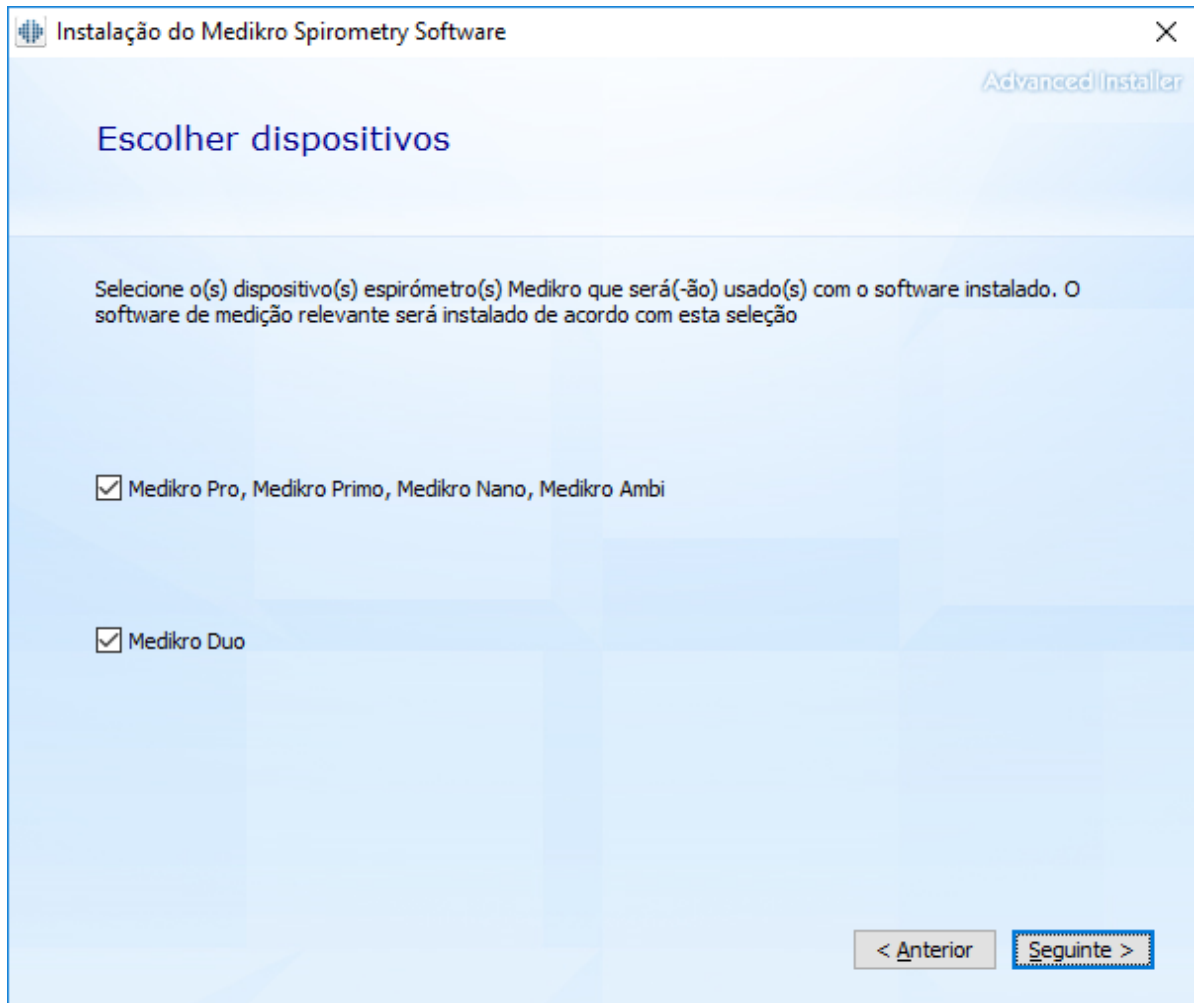 Instalação do Medikro Spirometry Software
Advanced Installer
Escolher dispositivos
Selecione o(s) dispositivo(s) espirómetro(s) Medikro que será(-ão) usado(s) com o software instalado. O
software de medição relevante será instalado de acordo com esta seleção
Medikro Pro, Medikro Primo, Medikro Nano, Medikro Ambi
Medikro Duo
< Anterior
Seguinte >